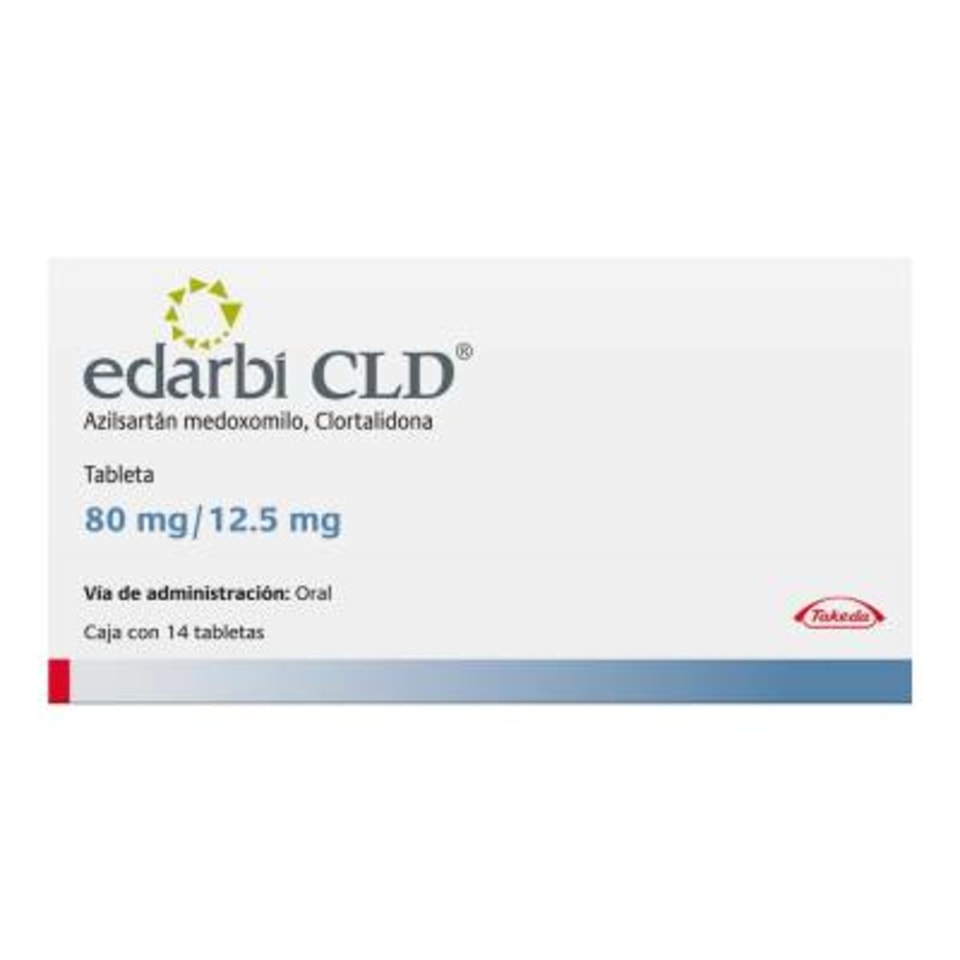 edarbi CLD®
Azilsartán medoxomilo, Clortalidona
Tableta
80 mg/12.5 mg
Vía de administración: Oral
Caja con 14 tabletas
Takeda